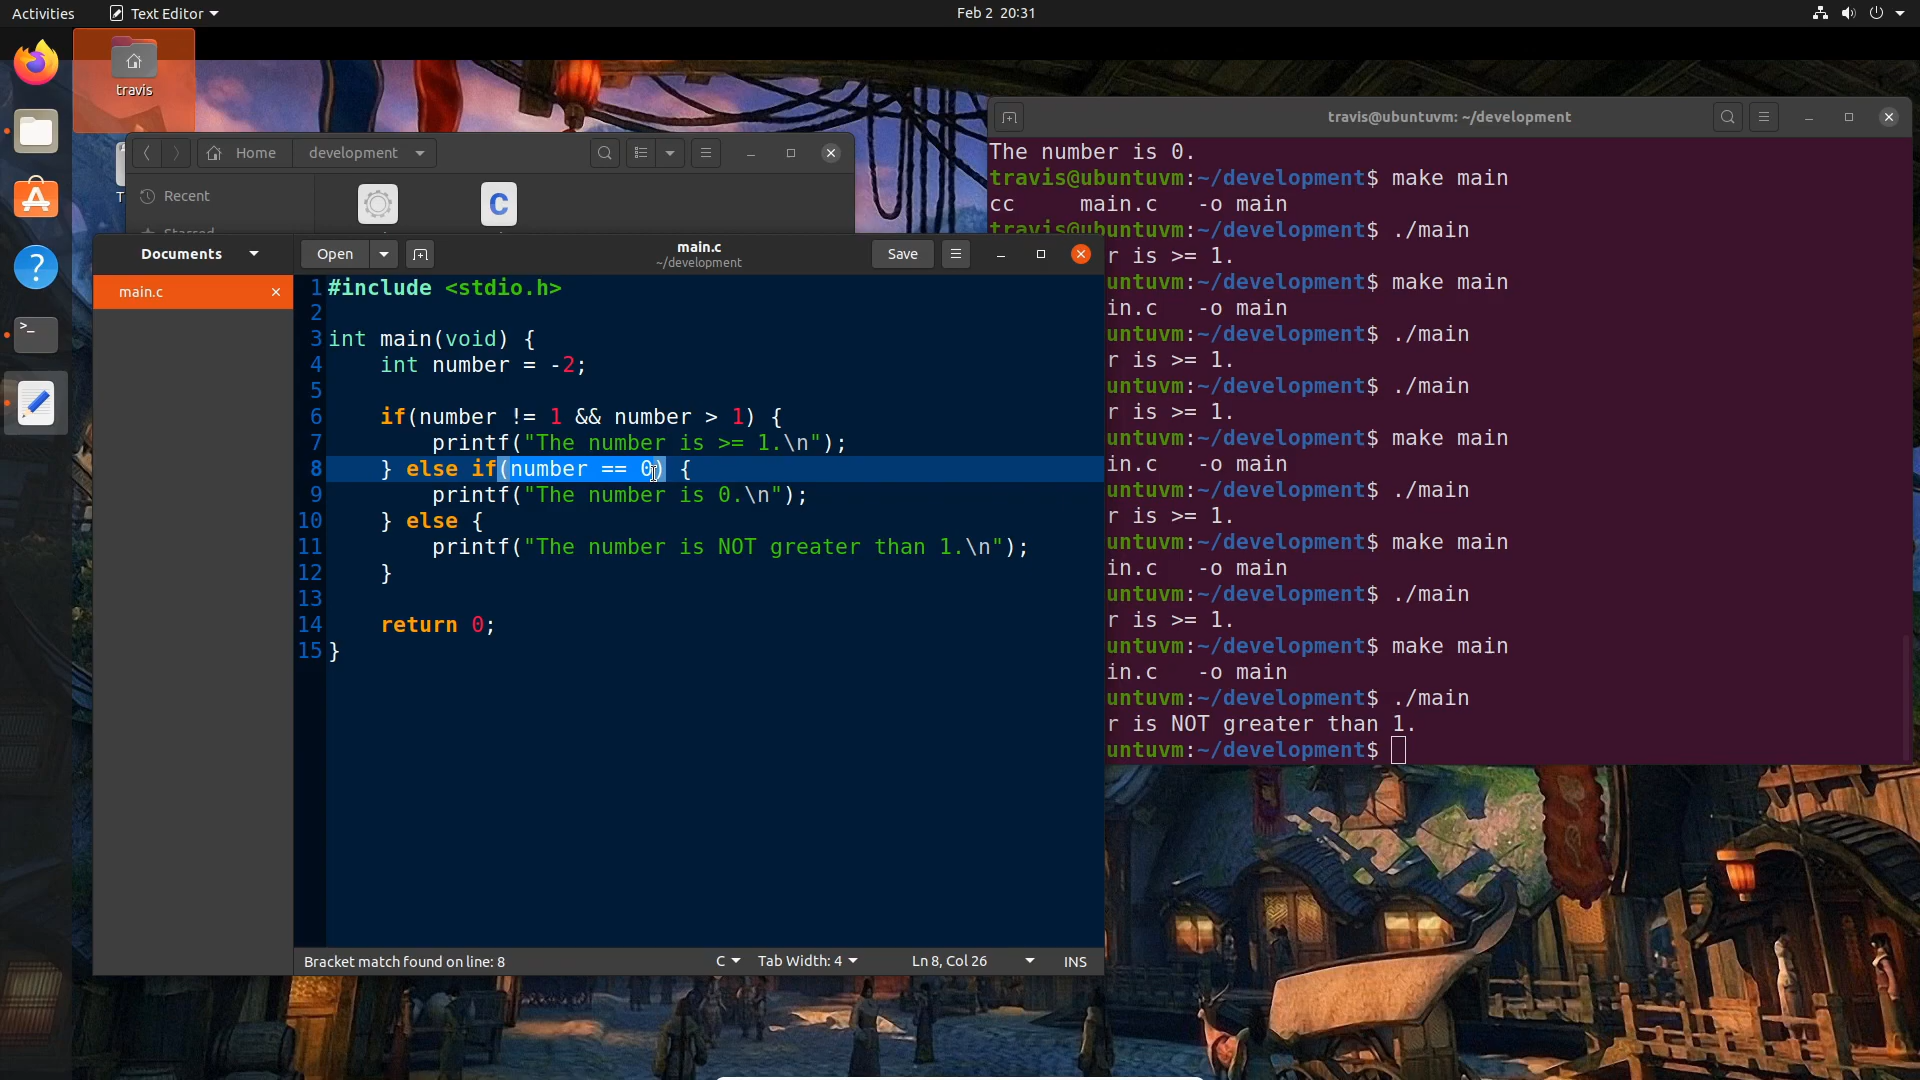 Activities
Text Editor
Feb 2 20:31
travis
Home
development
Recent
Starred
C
travis@ubuntuvm: ~/development
The number is 0.
travis@ubuntuvm:~/development$ make main
cc     main.c   -o main
travis@ubuntuvm:~/development$ ./main
r is >= 1.
untuvm:~/development$ make main
in.c   -o main
untuvm:~/development$ ./main
r is >= 1.
untuvm:~/development$ ./main
r is >= 1.
untuvm:~/development$ make main
in.c   -o main
untuvm:~/development$ ./main
r is >= 1.
untuvm:~/development$ make main
in.c   -o main
untuvm:~/development$ ./main
r is >= 1.
untuvm:~/development$ make main
in.c   -o main
untuvm:~/development$ ./main
r is NOT greater than 1.
untuvm:~/development$
Documents
Open
main.c
~/development
Save
main.c
1 #include <stdio.h>
2
3 int main(void) {
4     int number = -2;
5
6     if(number != 1 && number > 1) {
7         printf("The number is >= 1.\n");
8     } else if(number == 0) {
9         printf("The number is 0.\n");
10     } else {
11         printf("The number is NOT greater than 1.\n");
12     }
13
14     return 0;
15 }
Bracket match found on line: 8
C
Tab Width: 4
Ln 8, Col 26
INS